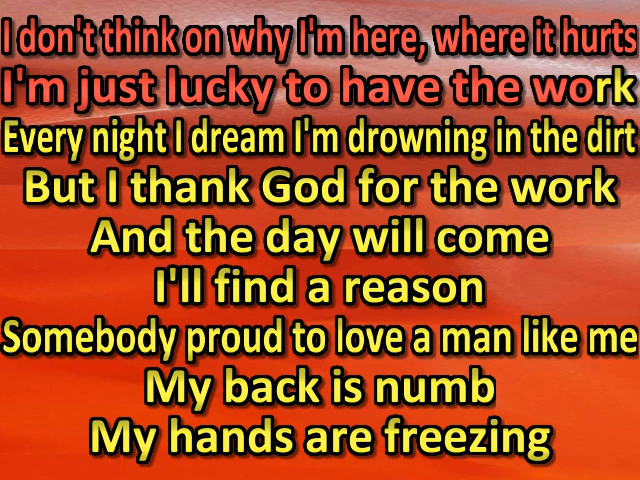 I don't think on why I'm here, where it hurts
I'm just lucky to have the work
Every night I dream I'm drowning in the dirt
But I thank God for the work
And the day will come
I'll find a reason
Somebody proud to love a man like me
My back is numb
My hands are freezing